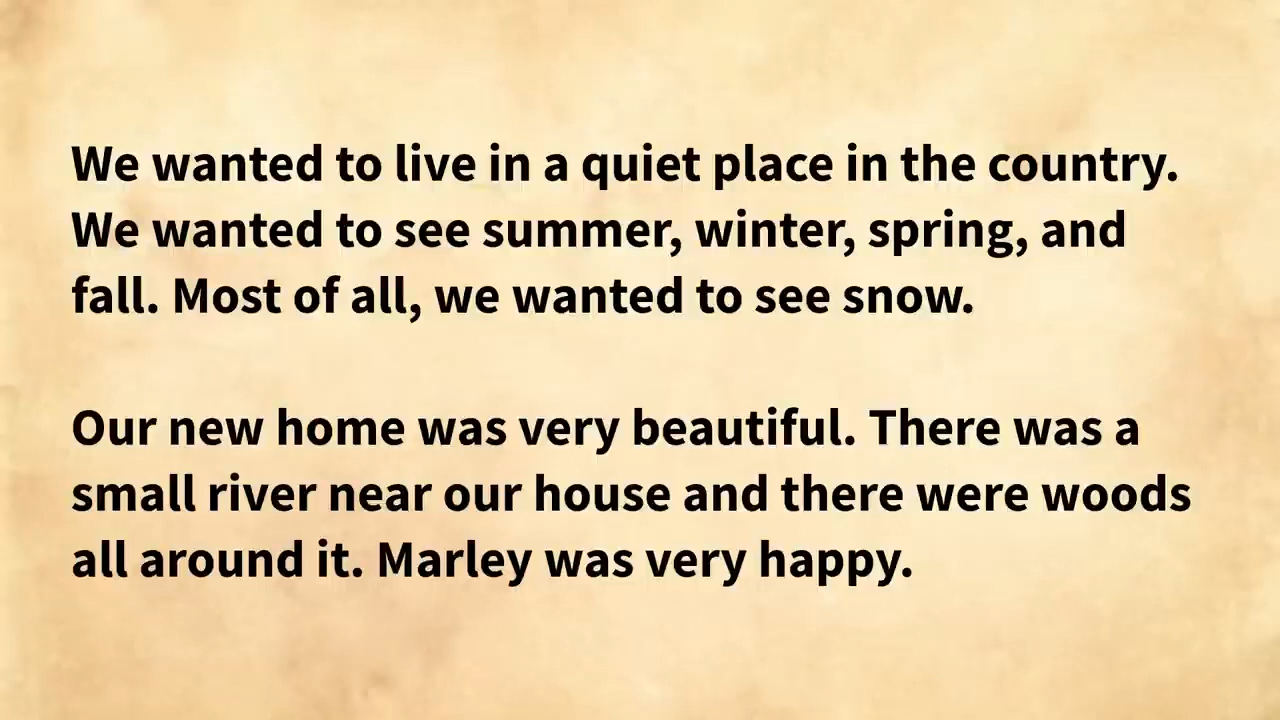 We wanted to live in a quiet place in the country.
We wanted to see summer, winter, spring, and
fall. Most of all, we wanted to see snow.
Our new home was very beautiful. There was a
small river near our house and there were woods
all around it. Marley was very happy.